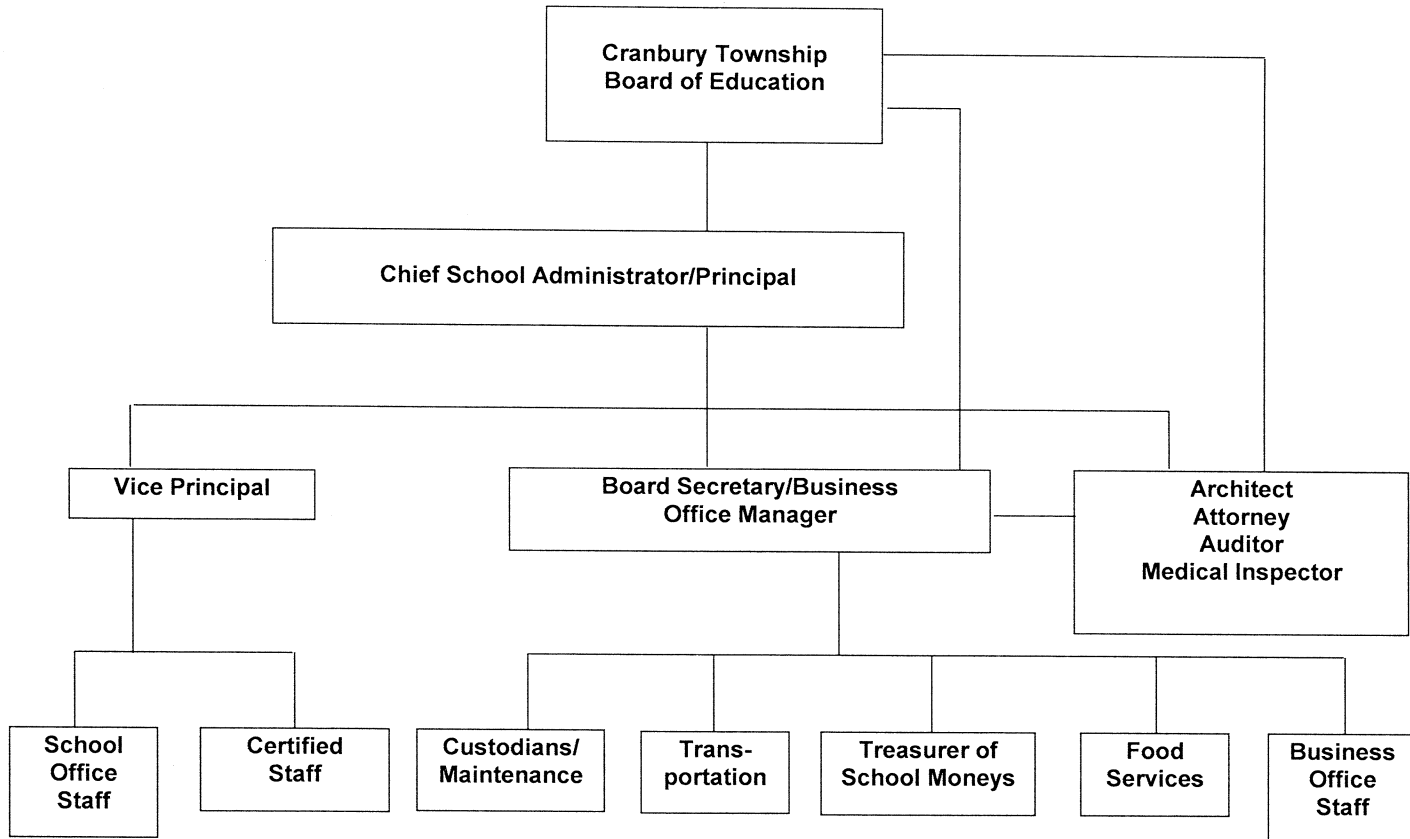 Cranbury Township
Board of Education
Chief School Administrator/Principal
Vice Principal
Board Secretary/Business
Office Manager
Architect
Attorney
Auditor
Medical Inspector
School
Office
Staff
Certified
Staff
Custodians/
Maintenance
Trans-
portation
Treasurer of
School Moneys
Food
Services
Business
Office
Staff